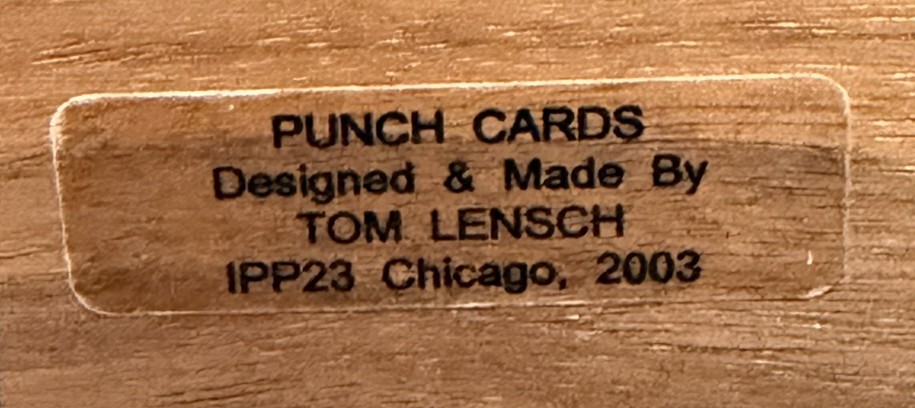 PUNCH CARDS
Designed & Made By
TOM LENSCH
IPP23 Chicago, 2003